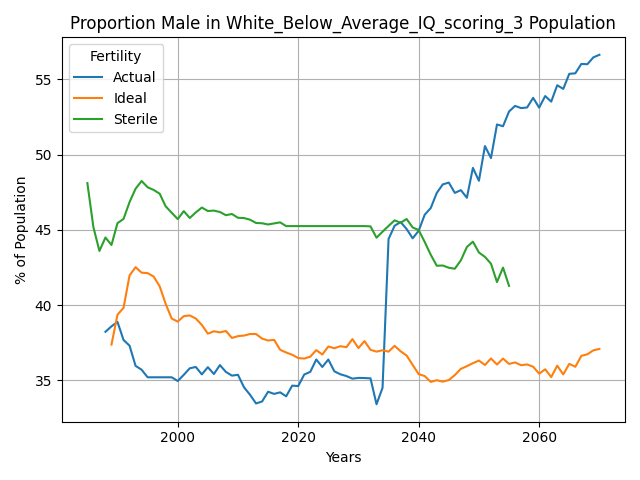 Proportion Male in White_Below_Average_IQ_scoring_3 Population
Fertility
Actual
Ideal
Sterile
% of Population
55
50
45
40
35
2000
2020
2040
2060
Years